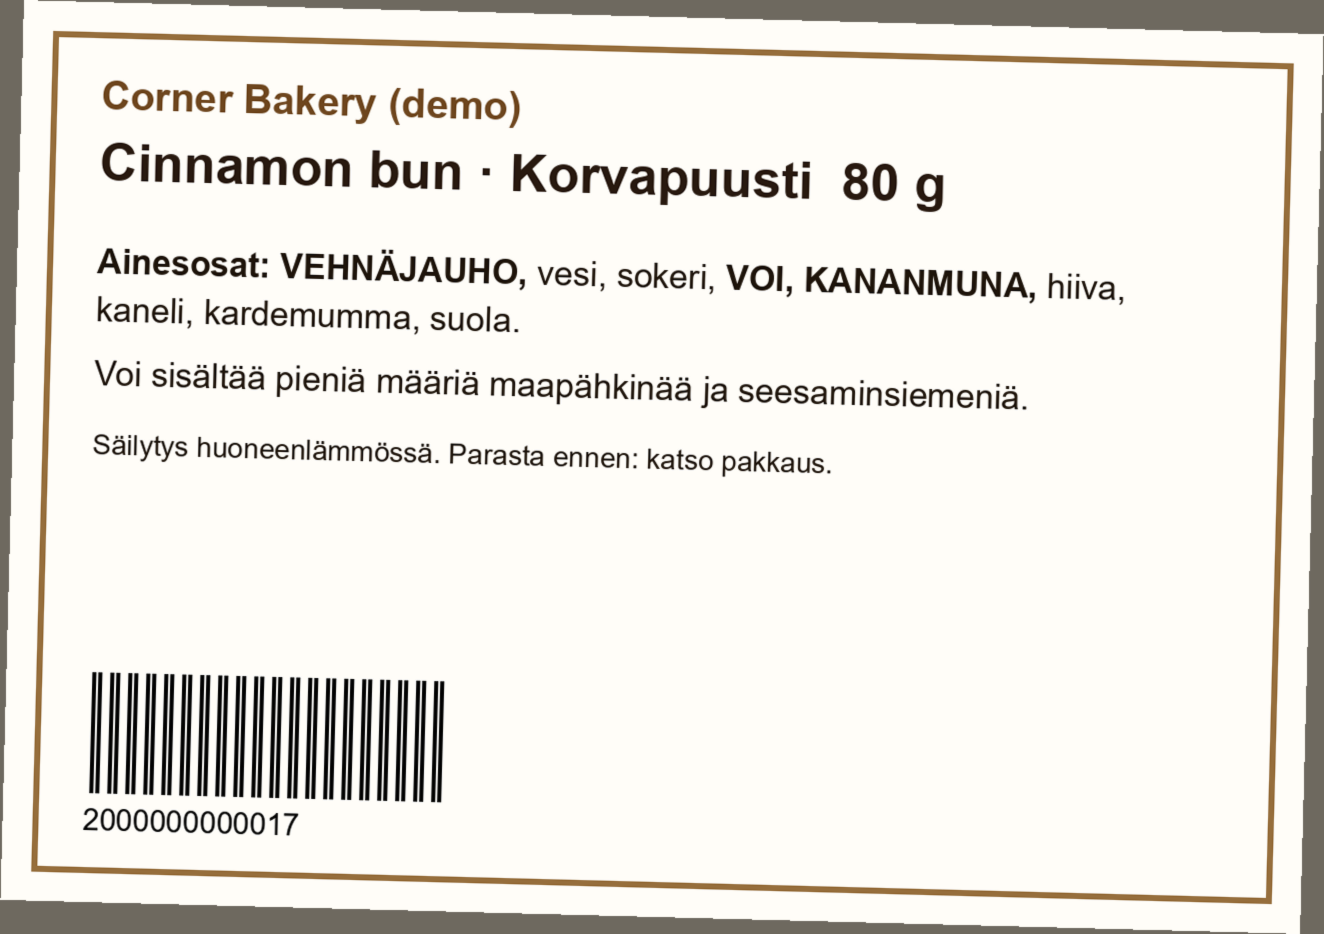 Corner Bakery (demo)
Cinnamon bun · Korvapuusti 80 g
Ainesosat: VEHNÄJAUHO, vesi, sokeri, VOI, KANANMUNA, hiiva,
kaneli, kardemumma, suola.
Voi sisältää pieniä määriä maapähkinää ja seesaminsiemeniä.
Säilytys huoneenlämmössä. Parasta ennen: katso pakkaus.
2000000000017